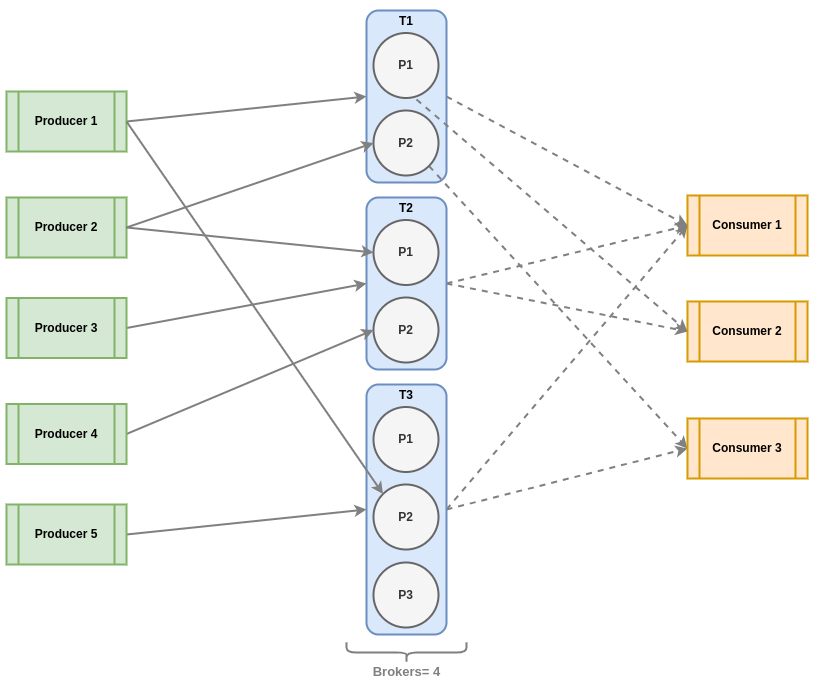 T1
P1
P2
Producer 1
Producer 2
Producer 3
Producer 4
Producer 5
T2
P1
P2
T3
P1
P2
P3
Consumer 1
Consumer 2
Consumer 3
Brokers= 4